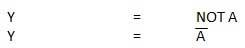 Y = NOT A
Y = A̅